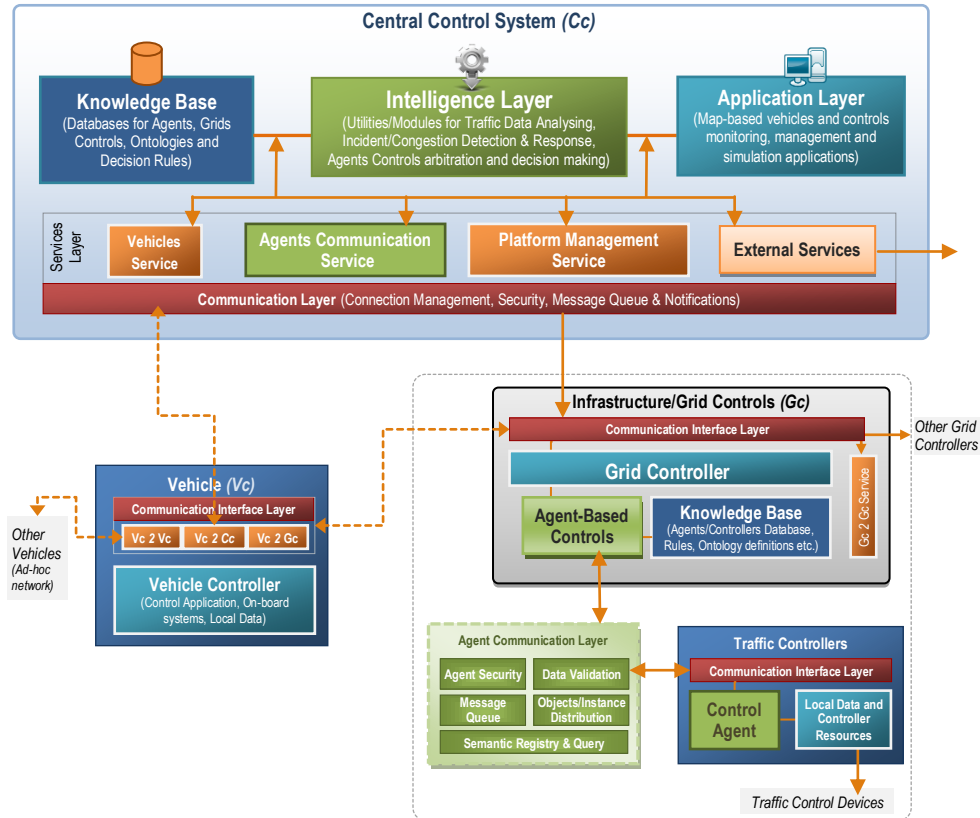 Central Control System (Cc)
Knowledge Base
(Databases for Agents, Grids
Controls, Ontologies and
Decision Rules)
Intelligence Layer
(Utilities/Modules for Traffic Data Analysing,
Incident/Congestion Detection & Response,
Agents Controls arbitration and decision making)
Application Layer
(Map-based vehicles and controls
monitoring, management and
simulation applications)
Services
Layer
Vehicles
Service
Agents Communication
Service
Platform Management
Service
External Services
Communication Layer (Connection Management, Security, Message Queue & Notifications)
Infrastructure/Grid Controls (Gc)
Communication Interface Layer
Other Grid
Controllers
Grid Controller
Agent-Based
Controls
Knowledge Base
(Agents/Controllers Database,
Rules, Ontology definitions etc.)
Gc 2 Gc Service
Vehicle (Vc)
Communication Interface Layer
Vc 2 Vc
Vc 2 Cc
Vc 2 Gc
Other
Vehicles
(Ad-hoc
network)
Vehicle Controller
(Control Application, On-board
systems, Local Data)
Agent Communication Layer
Agent Security
Data Validation
Message
Queue
Objects/Instance
Distribution
Semantic Registry & Query
Traffic Controllers
Communication Interface Layer
Control
Agent
Local Data and
Controller
Resources
Traffic Control Devices